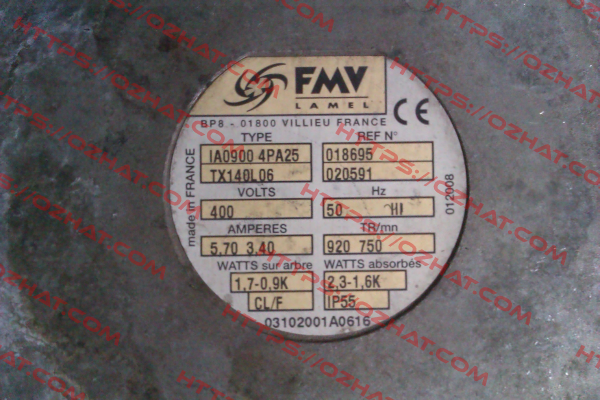 FMV
LAMEL
BP8 - 01800 VILLIEU FRANCE
CE
TYPE REF N°
IA0900 4PA25 018695
TX140L06 020591
VOLTS Hz
400 50
AMPERES TR/mn
5,70 3,40 920 750
WATTS sur arbre WATTS absorbés
1,7-0,9K 2,3-1,6K
CL/F IP55
03102001A0616
made in FRANCE
012008
HTTPS://OZHAT.COM